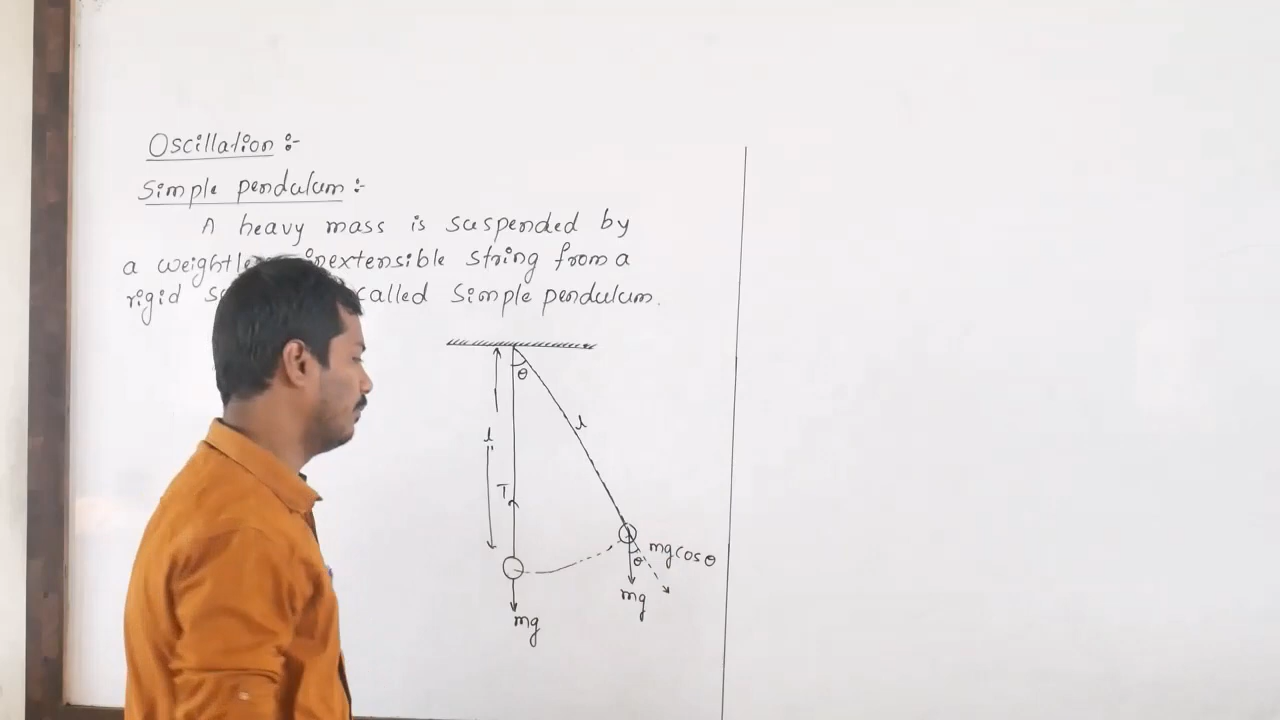 Oscillation :-
Simple pendulum :-
A heavy mass is suspended by
a inextensible string from a
rigid called simple pendulum.
θ
l
l
T
mg cos θ
θ
mg
mg